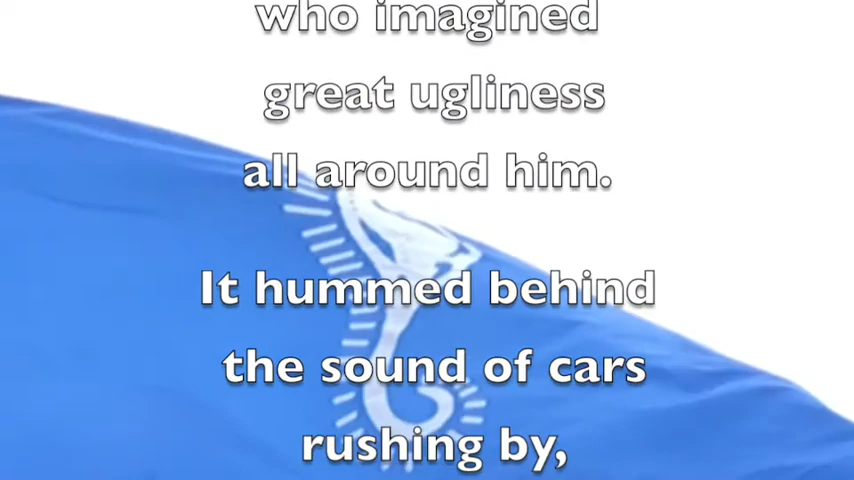 who imagined
great ugliness
all around him.
It hummed behind
the sound of cars
rushing by,